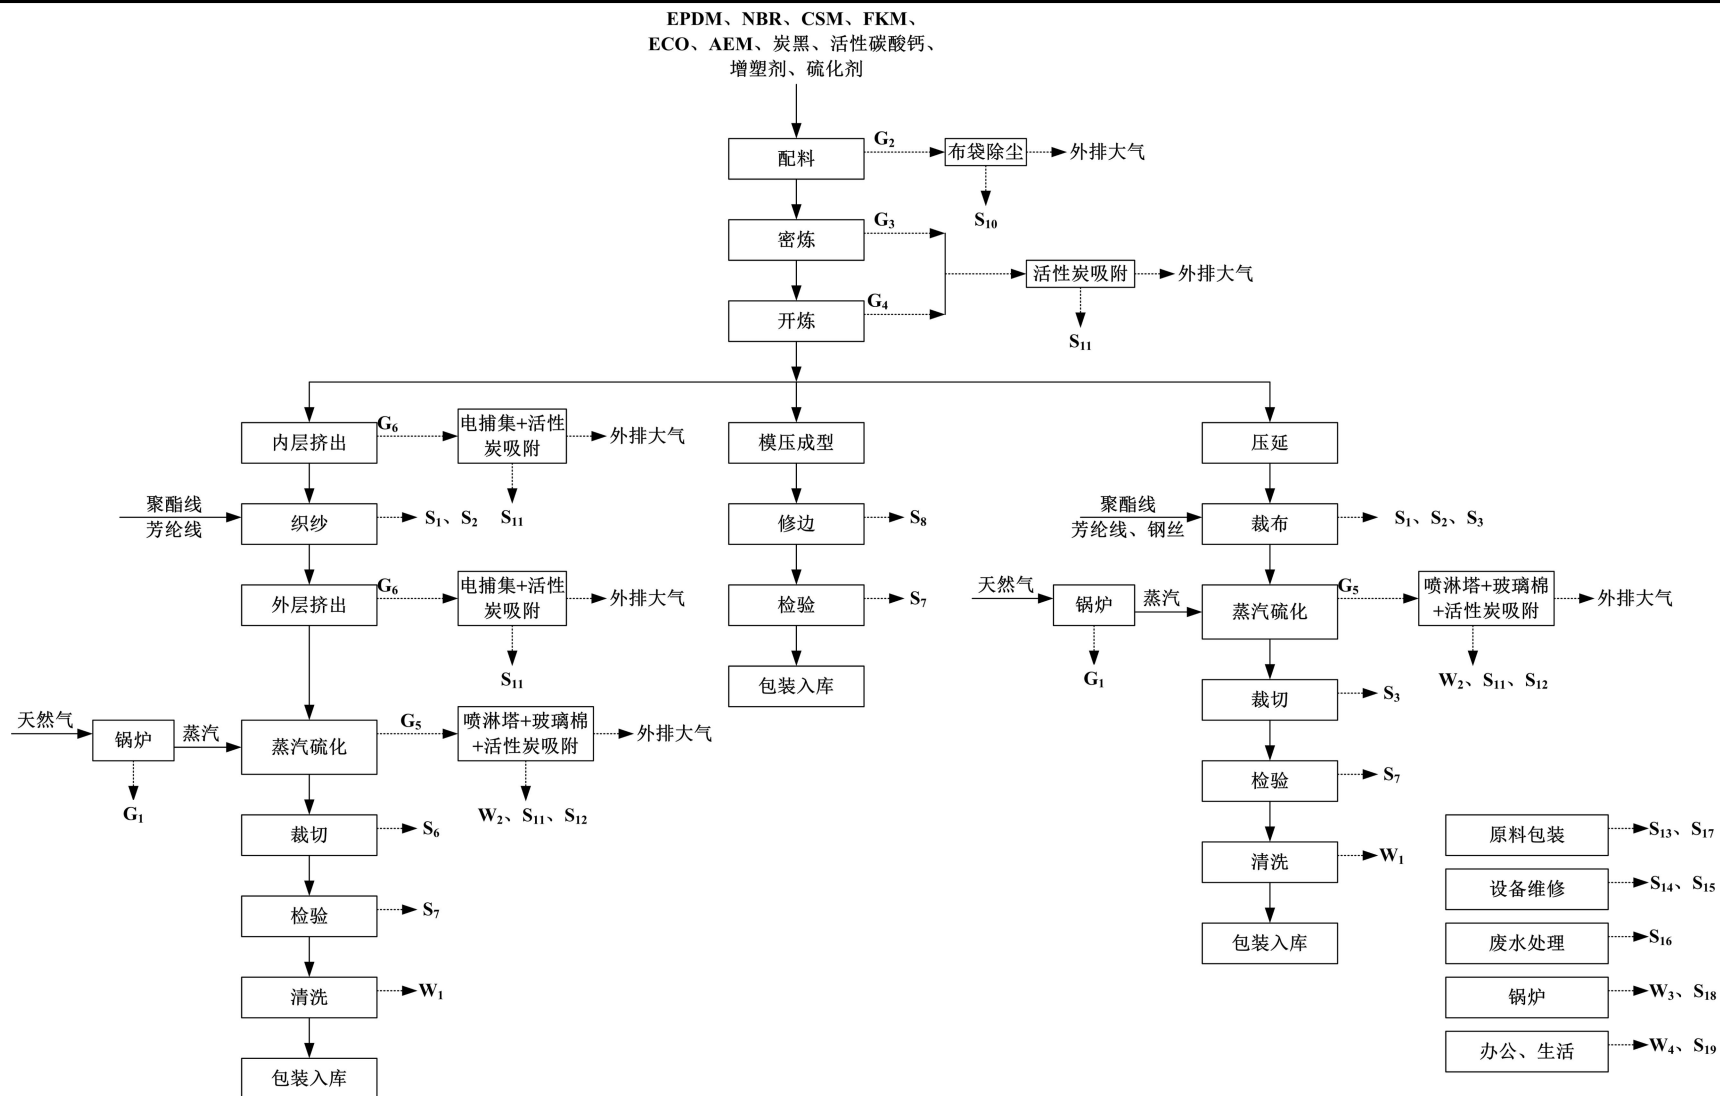 EPDM、NBR、CSM、FKM、
ECO、AEM、炭黑、活性碳酸钙、
增塑剂、硫化剂
配料
G₂
布袋除尘
外排大气
S₁₀
密炼
G₃
活性炭吸附
外排大气
S₁₁
开炼
G₄
内层挤出
G₆
电捕集+活性
炭吸附
外排大气
S₁₁
聚酯线
芳纶线
织纱
S₁、S₂
外层挤出
G₆
电捕集+活性
炭吸附
外排大气
S₁₁
天然气
锅炉
蒸汽
G₁
蒸汽硫化
G₅
喷淋塔+玻璃棉
+活性炭吸附
外排大气
W₂、S₁₁、S₁₂
裁切
S₆
检验
S₇
清洗
W₁
包装入库
模压成型
修边
S₈
检验
S₇
包装入库
压延
聚酯线
芳纶线、钢丝
裁布
S₁、S₂、S₃
天然气
锅炉
蒸汽
G₁
蒸汽硫化
G₅
喷淋塔+玻璃棉
+活性炭吸附
外排大气
W₂、S₁₁、S₁₂
裁切
S₃
检验
S₇
清洗
W₁
包装入库
原料包装
S₁₃、S₁₇
设备维修
S₁₄、S₁₅
废水处理
S₁₆
锅炉
W₃、S₁₈
办公、生活
W₄、S₁₉